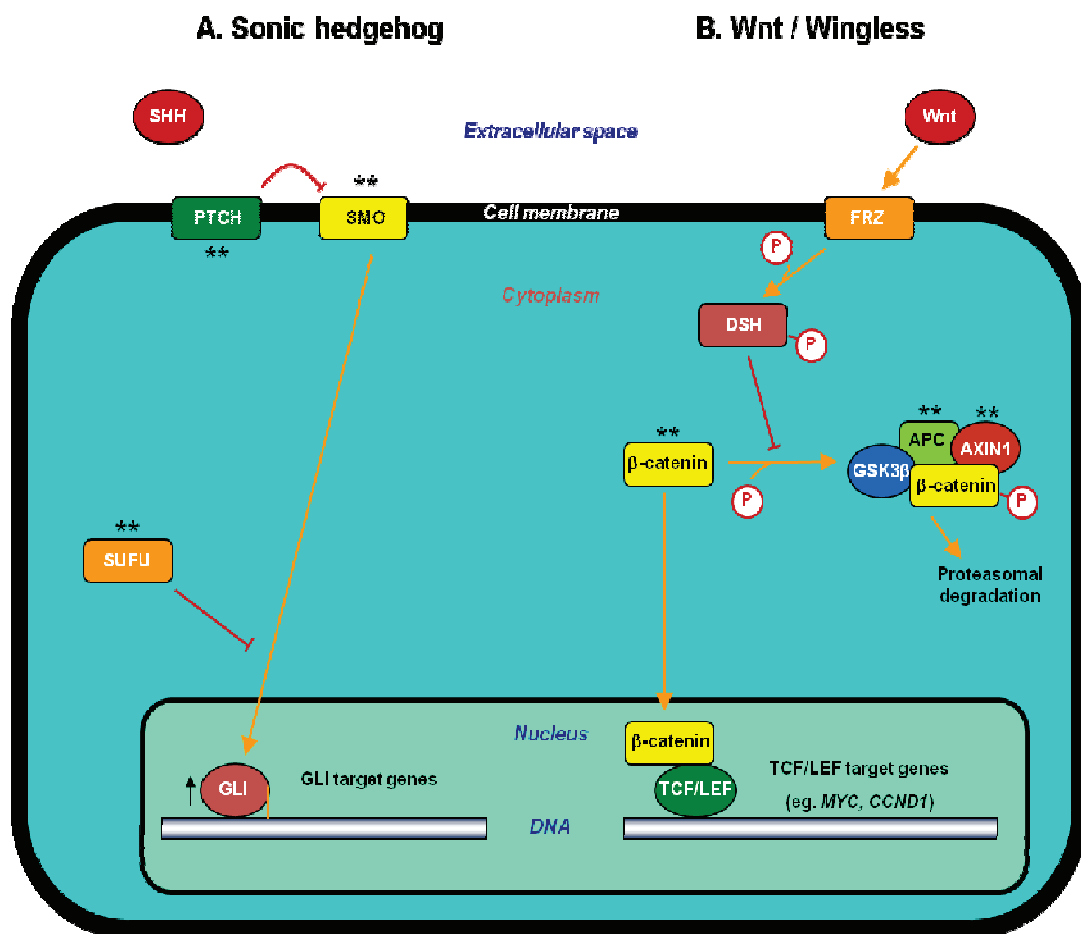 A. Sonic hedgehog
B. Wnt / Wingless
SHH
Extracellular space
Wnt
**
PTCH
SMO
Cell membrane
FRZ
**
P
Cytoplasm
DSH
P
**
**
**
APC
AXIN1
β-catenin
GSK3β
β-catenin
P
P
**
SUFU
Proteasomal
degradation
Nucleus
β-catenin
GLI
GLI target genes
TCF/LEF
TCF/LEF target genes
(eg. MYC, CCND1)
DNA